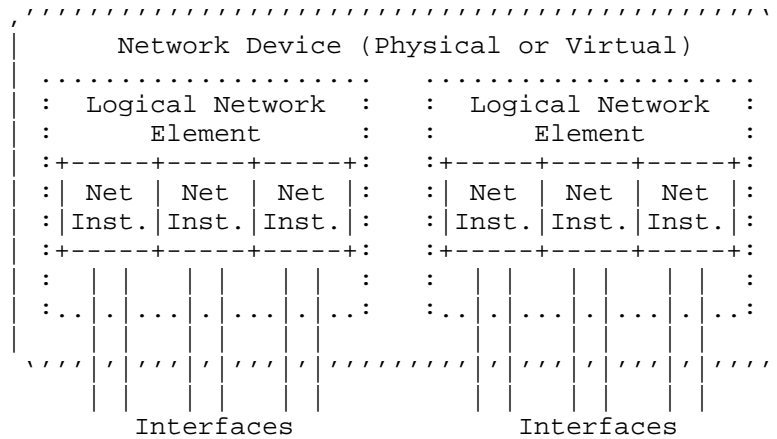 Network Device (Physical or Virtual)
Logical Network Logical Network
Element Element
Net Net Net Net Net Net
Inst. Inst. Inst. Inst. Inst. Inst.
Interfaces Interfaces